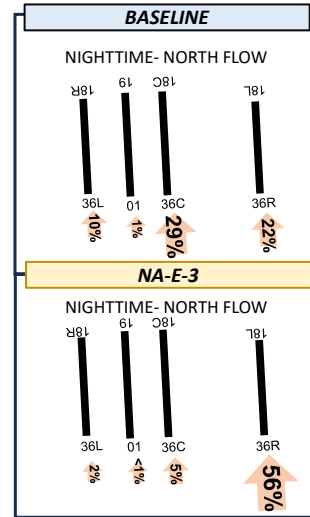 BASELINE
NIGHTTIME- NORTH FLOW
18R 19 18C 18L
36L 01 36C 36R
10% 1% 29% 22%
NA-E-3
NIGHTTIME- NORTH FLOW
18R 19 18C 18L
36L 01 36C 36R
2% <1% 5% 56%